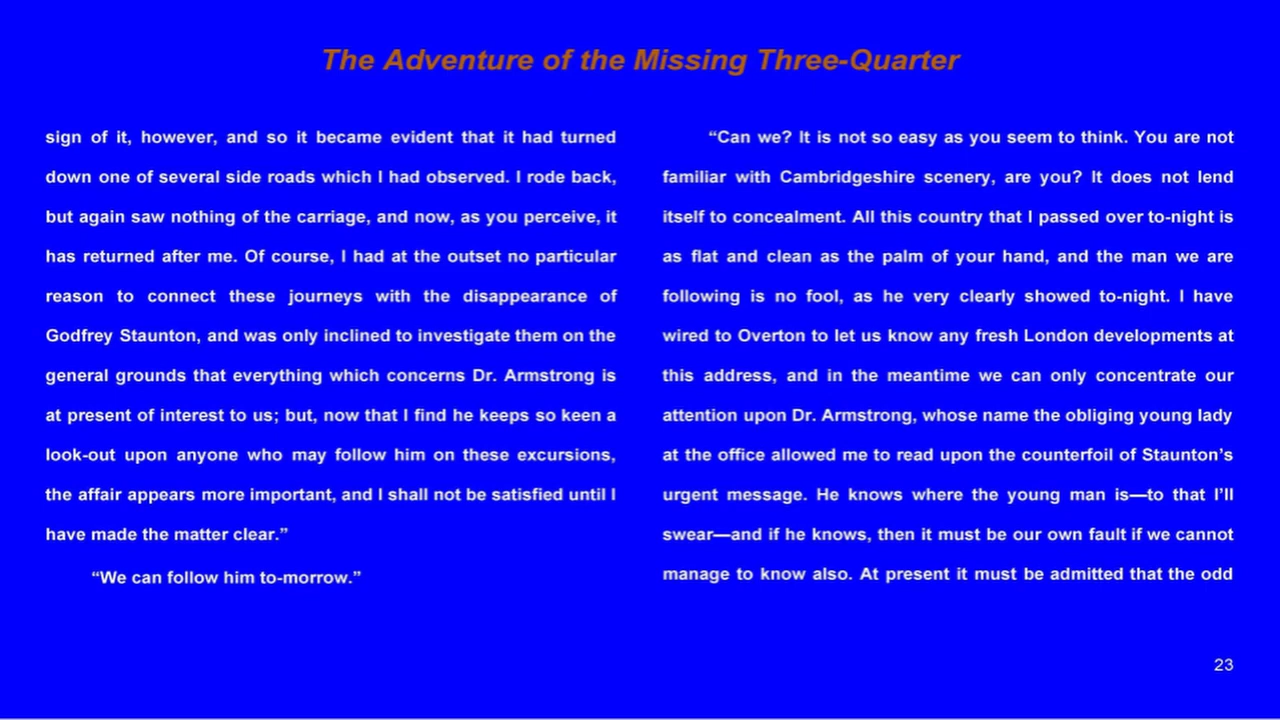 The Adventure of the Missing Three-Quarter
sign of it, however, and so it became evident that it had turned
down one of several side roads which I had observed. I rode back,
but again saw nothing of the carriage, and now, as you perceive, it
has returned after me. Of course, I had at the outset no particular
reason to connect these journeys with the disappearance of
Godfrey Staunton, and was only inclined to investigate them on the
general grounds that everything which concerns Dr. Armstrong is
at present of interest to us; but, now that I find he keeps so keen a
look-out upon anyone who may follow him on these excursions,
the affair appears more important, and I shall not be satisfied until I
have made the matter clear.”
“We can follow him to-morrow.”
“Can we? It is not so easy as you seem to think. You are not
familiar with Cambridgeshire scenery, are you? It does not lend
itself to concealment. All this country that I passed over to-night is
as flat and clean as the palm of your hand, and the man we are
following is no fool, as he very clearly showed to-night. I have
wired to Overton to let us know any fresh London developments at
this address, and in the meantime we can only concentrate our
attention upon Dr. Armstrong, whose name the obliging young lady
at the office allowed me to read upon the counterfoil of Staunton’s
urgent message. He knows where the young man is—to that I’ll
swear—and if he knows, then it must be our own fault if we cannot
manage to know also. At present it must be admitted that the odd
23